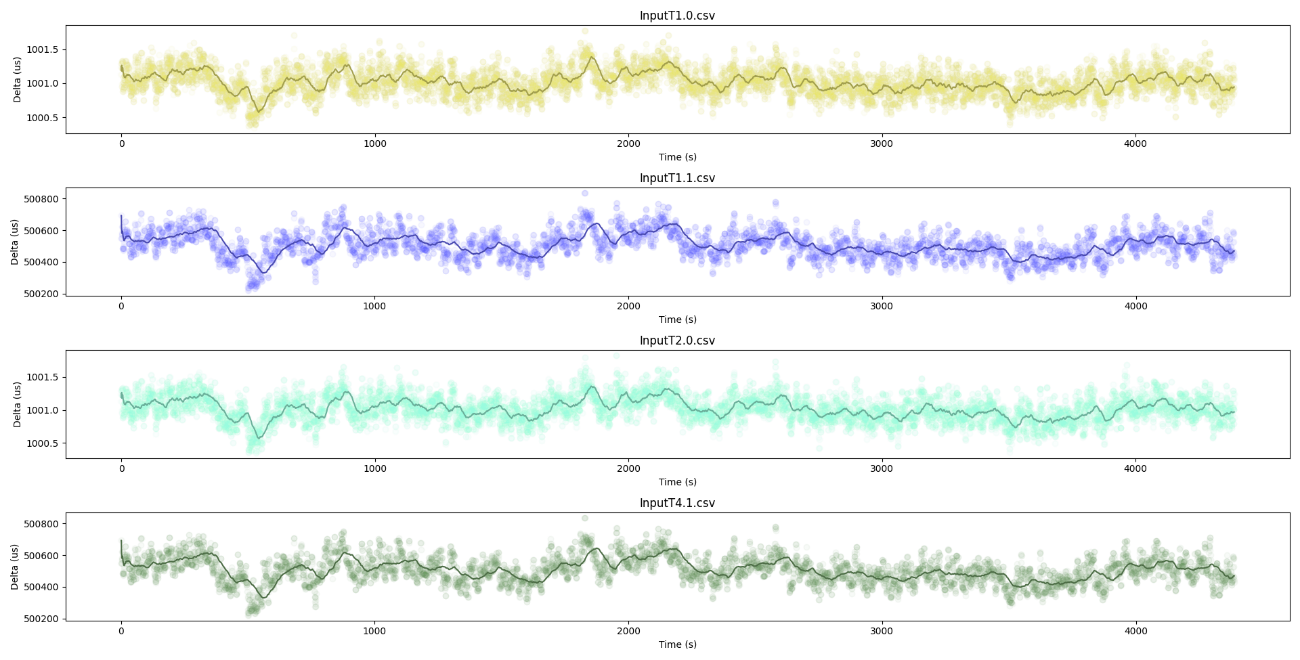 InputT1.0.csv
Delta (us)
1001.5
1001.0
1000.5
0 1000 2000 3000 4000
Time (s)
InputT1.1.csv
Delta (us)
500800
500600
500400
500200
0 1000 2000 3000 4000
Time (s)
InputT2.0.csv
Delta (us)
1001.5
1001.0
1000.5
0 1000 2000 3000 4000
Time (s)
InputT4.1.csv
Delta (us)
500800
500600
500400
500200
0 1000 2000 3000 4000
Time (s)